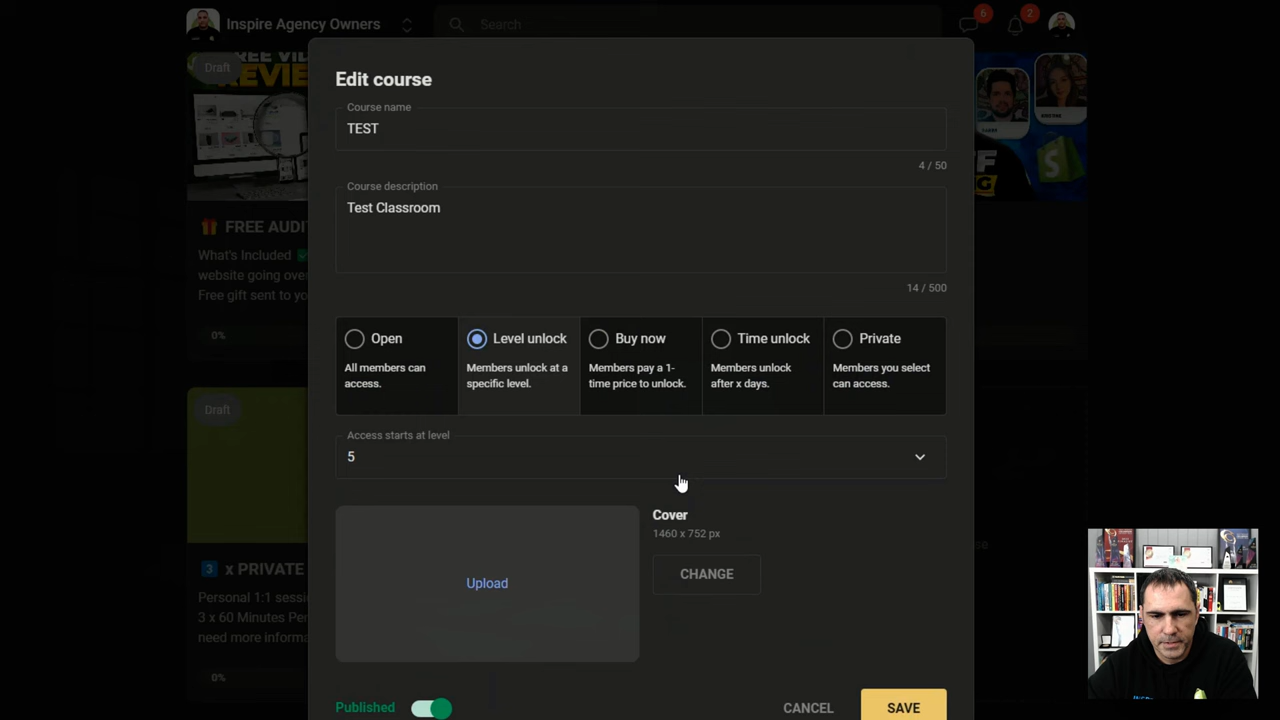 Inspire Agency Owners
Search
6
2
Draft
Edit course
Course name
TEST
4 / 50
Course description
Test Classroom
14 / 500
FREE AUDI
What's Included
website going over
Free gift sent to yo
0%
Open
All members can
access.
Level unlock
Members unlock at a
specific level.
Buy now
Members pay a 1-
time price to unlock.
Time unlock
Members unlock
after x days.
Private
Members you select
can access.
Draft
Access starts at level
5
Cover
1460 x 752 px
CHANGE
Upload
3 x PRIVATE
Personal 1:1 sessi
3 x 60 Minutes Per
need more informa
0%
Published
CANCEL
SAVE